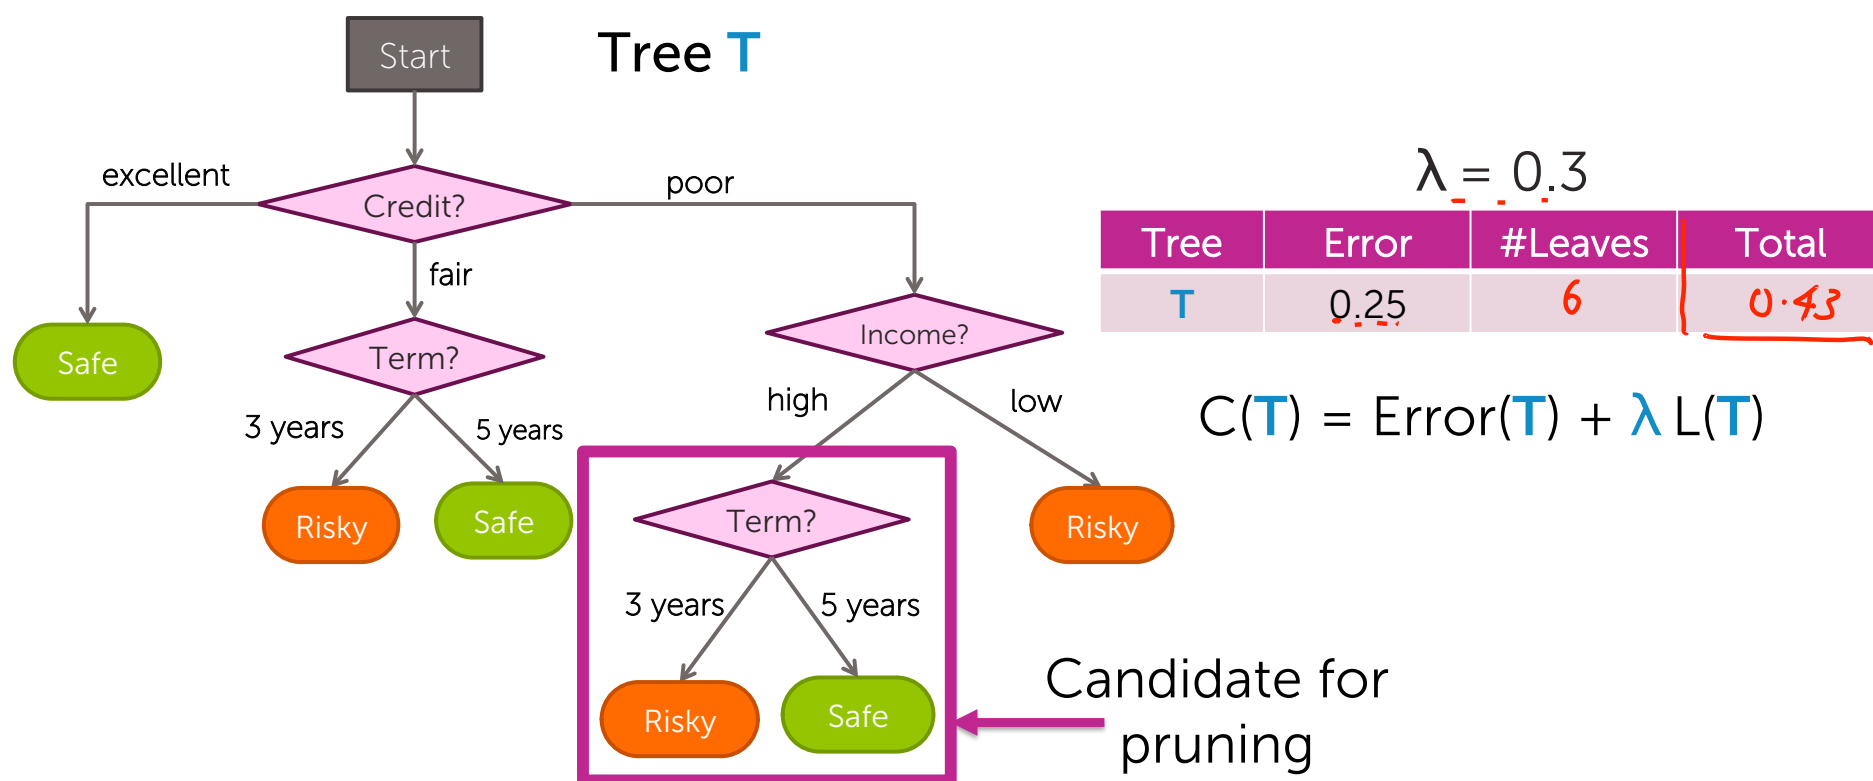 Start
Tree T
excellent
Credit?
poor
fair
Safe
Term?
Income?
3 years
5 years
high
low
Risky
Safe
Term?
Risky
3 years
5 years
Risky
Safe
Candidate for
pruning
λ = 0.3
Tree Error #Leaves Total
T 0.25 6 0.43
C(T) = Error(T) + λ L(T)